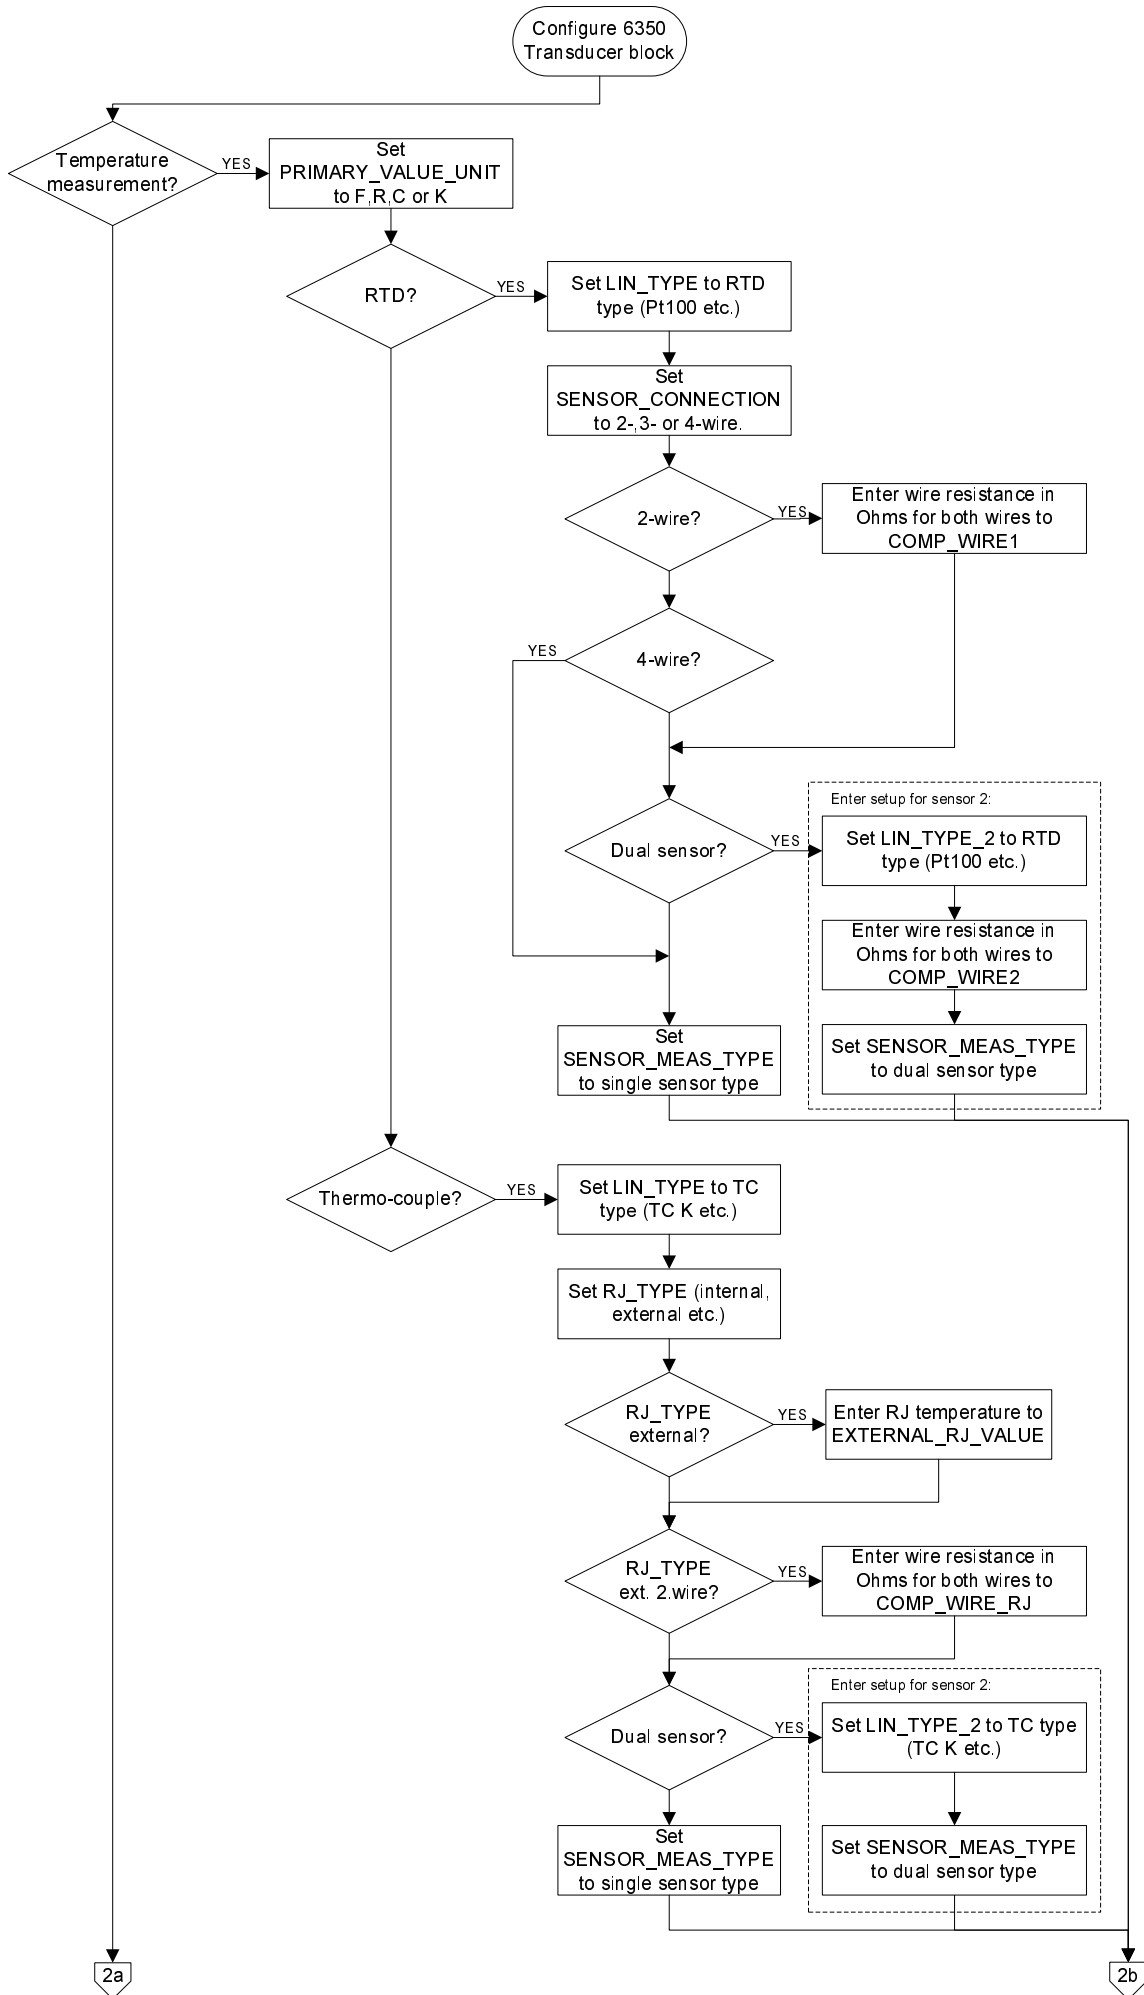 Configure 6350
Transducer block
Temperature
measurement?
YES
Set
PRIMARY_VALUE_UNIT
to F,R,C or K
RTD?
YES
Set LIN_TYPE to RTD
type (Pt100 etc.)
Set
SENSOR_CONNECTION
to 2-,3- or 4-wire.
2-wire?
YES
Enter wire resistance in
Ohms for both wires to
COMP_WIRE1
YES
4-wire?
Dual sensor?
YES
Enter setup for sensor 2:
Set LIN_TYPE_2 to RTD
type (Pt100 etc.)
Enter wire resistance in
Ohms for both wires to
COMP_WIRE2
Set
SENSOR_MEAS_TYPE
to single sensor type
Set SENSOR_MEAS_TYPE
to dual sensor type
Thermo-couple?
YES
Set LIN_TYPE to TC
type (TC K etc.)
Set RJ_TYPE (internal,
external etc.)
RJ_TYPE
external?
YES
Enter RJ temperature to
EXTERNAL_RJ_VALUE
RJ_TYPE
ext. 2.wire?
YES
Enter wire resistance in
Ohms for both wires to
COMP_WIRE_RJ
Dual sensor?
YES
Enter setup for sensor 2:
Set LIN_TYPE_2 to TC type
(TC K etc.)
Set
SENSOR_MEAS_TYPE
to single sensor type
Set SENSOR_MEAS_TYPE
to dual sensor type
2a
2b